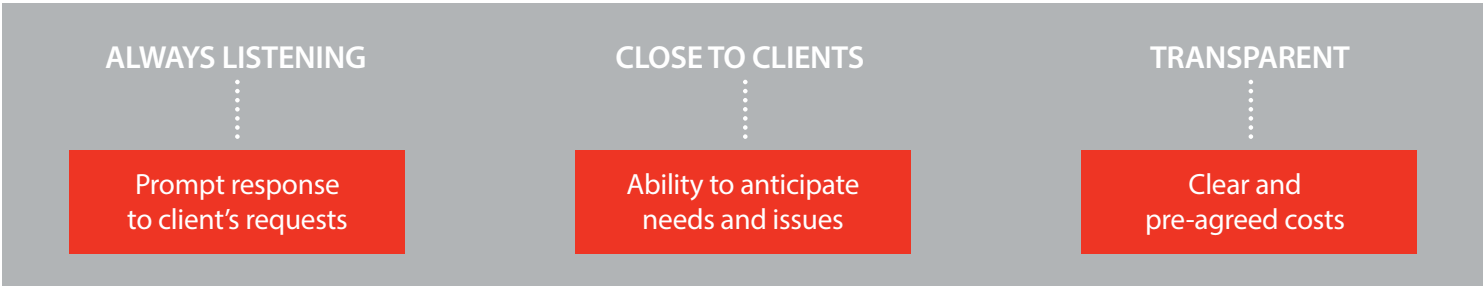 ALWAYS LISTENING
Prompt response
to client’s requests
CLOSE TO CLIENTS
Ability to anticipate
needs and issues
TRANSPARENT
Clear and
pre-agreed costs